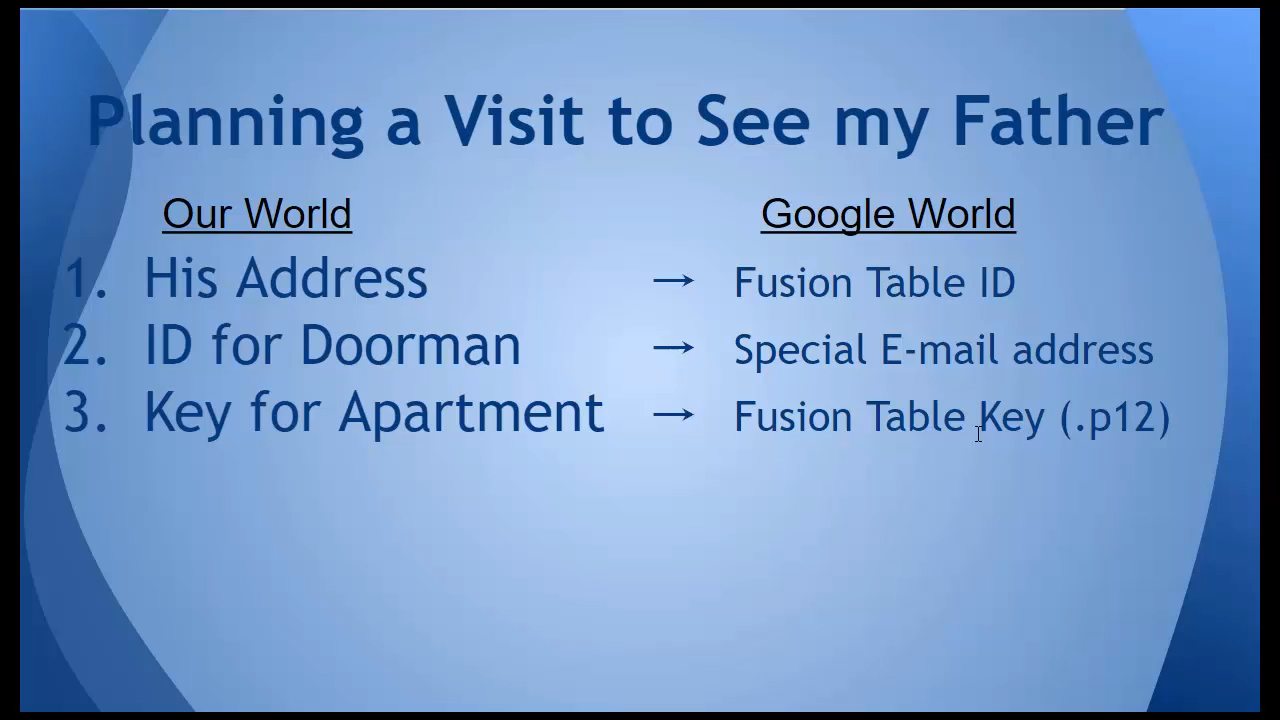 Planning a Visit to See my Father
Our World Google World
1. His Address → Fusion Table ID
2. ID for Doorman → Special E-mail address
3. Key for Apartment → Fusion Table Key (.p12)